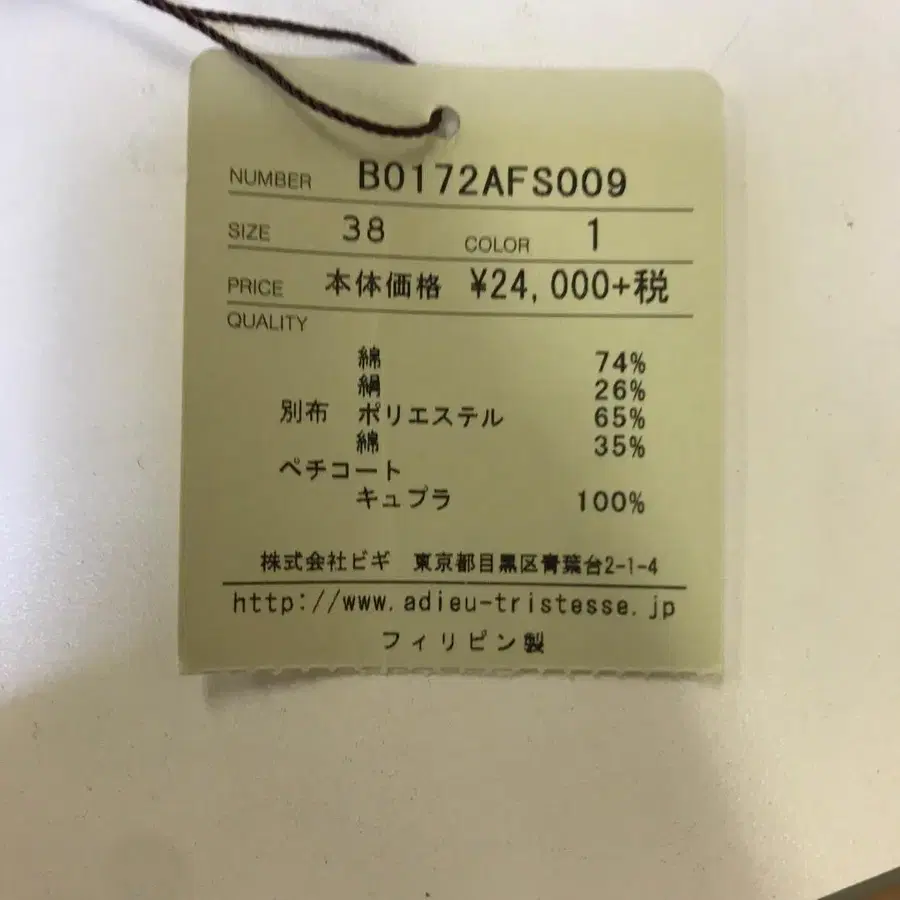 NUMBER B0172AFS009
SIZE 38 COLOR 1
PRICE 本体価格 ¥24,000+税
QUALITY
綿 74%
絹 26%
別布 ポリエステル 65%
綿 35%
ペチコート
キュプラ 100%
株式会社ビギ 東京都目黒区青葉台2-1-4
http://www.adieu-tristesse.jp
フィリピン製